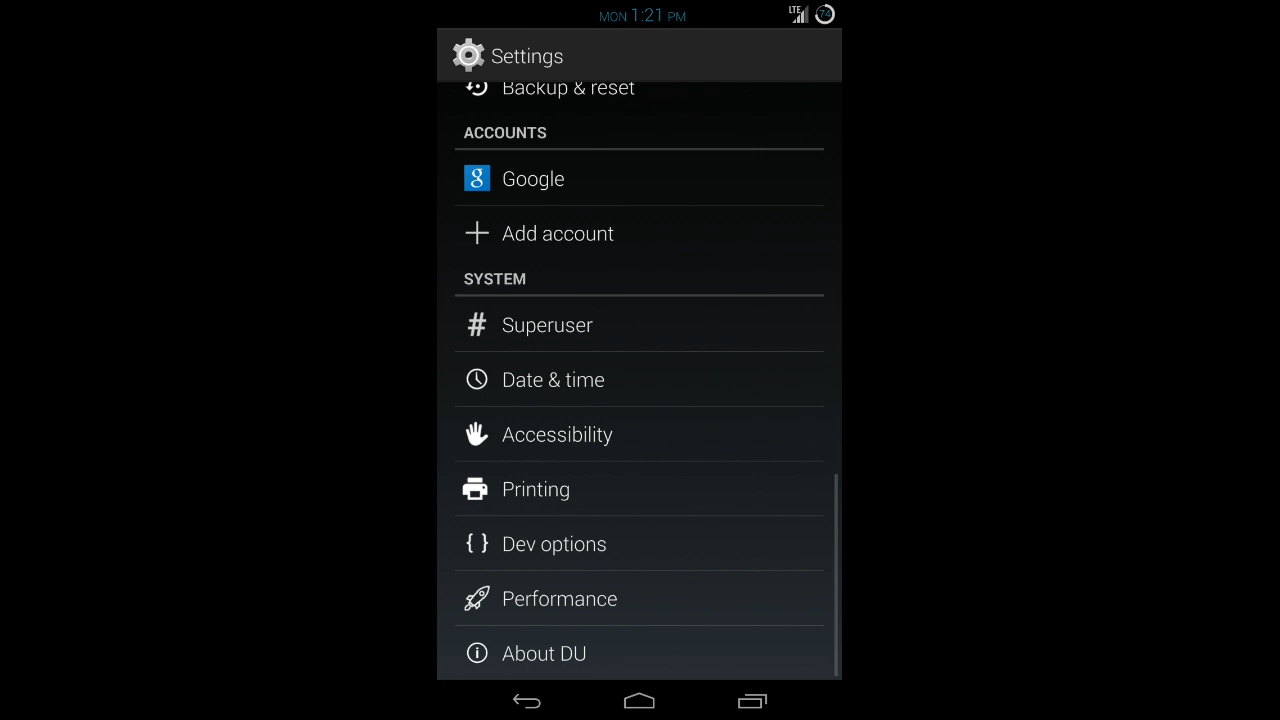 MON 1:21 PM
LTE
74
Settings
Backup & reset
ACCOUNTS
g Google
Add account
SYSTEM
# Superuser
Date & time
Accessibility
Printing
{ } Dev options
Performance
About DU